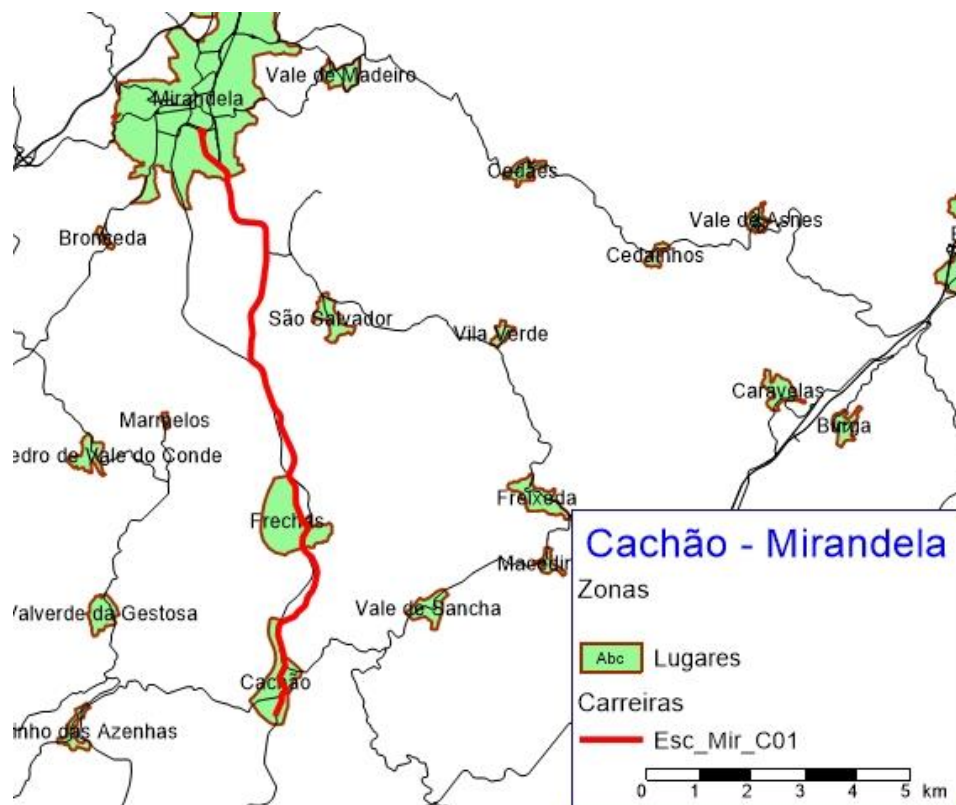 Vale de Madeiro
Mirandela
Cedães
Vale de Asnes
Bronceda
Cedainhos
São Salvador
Vila Verde
Caravelas
Marmelos
Burga
edro de Vale do Conde
Freixeda
Frechas
Cachão - Mirandela
Macedin
Zonas
Vale de Sancha
Valverde da Gestosa
Abc Lugares
Cachão
Carreiras
inho das Azenhas
Esc_Mir_C01
0 1 2 3 4 5 km